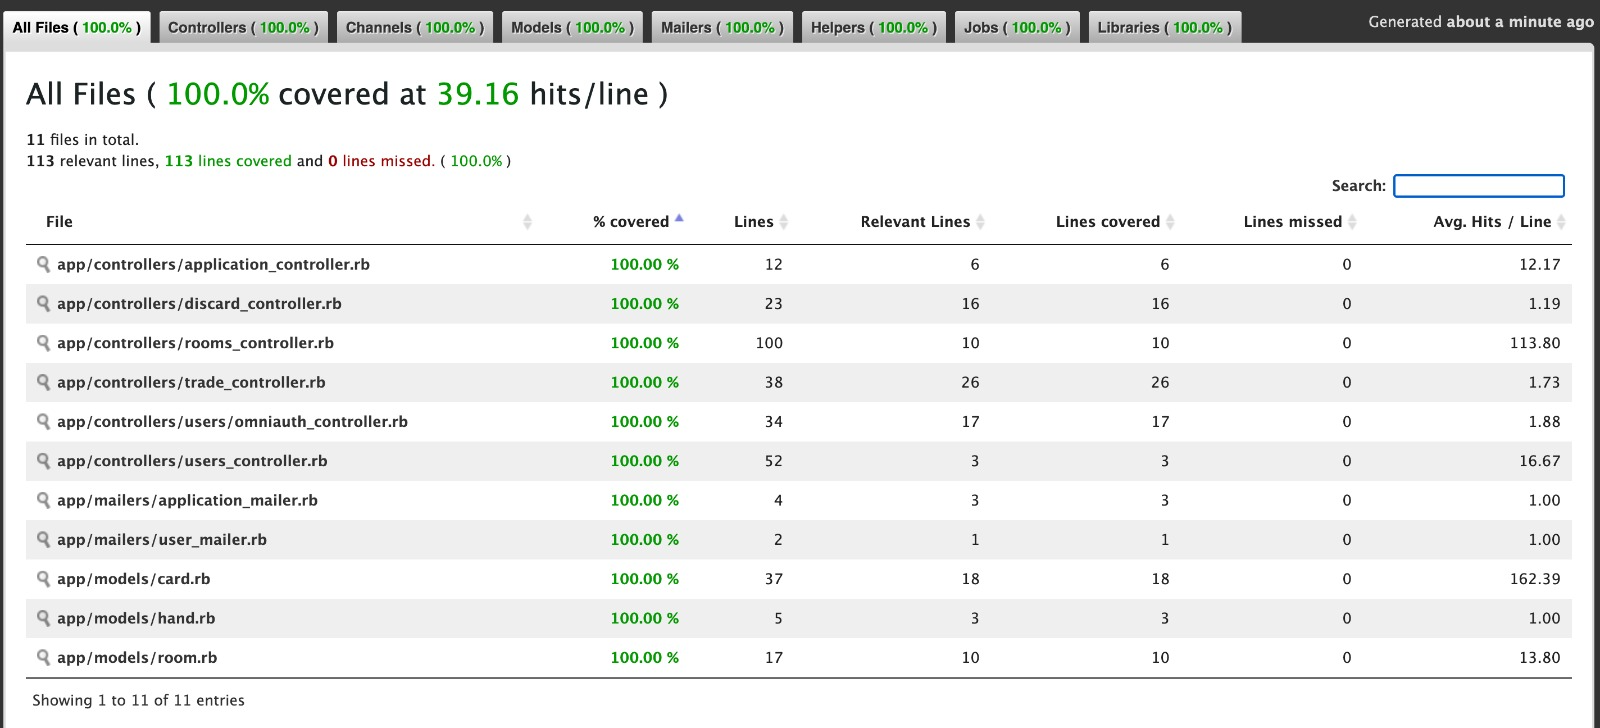 All Files ( 100.0% ) Controllers ( 100.0% ) Channels ( 100.0% ) Models ( 100.0% ) Mailers ( 100.0% ) Helpers ( 100.0% ) Jobs ( 100.0% ) Libraries ( 100.0% ) Generated about a minute ago
All Files ( 100.0% covered at 39.16 hits/line )
11 files in total.
113 relevant lines, 113 lines covered and 0 lines missed. ( 100.0% )
Search:
File % covered Lines Relevant Lines Lines covered Lines missed Avg. Hits / Line
app/controllers/application_controller.rb 100.00 % 12 6 6 0 12.17
app/controllers/discard_controller.rb 100.00 % 23 16 16 0 1.19
app/controllers/rooms_controller.rb 100.00 % 100 10 10 0 113.80
app/controllers/trade_controller.rb 100.00 % 38 26 26 0 1.73
app/controllers/users/omniauth_controller.rb 100.00 % 34 17 17 0 1.88
app/controllers/users_controller.rb 100.00 % 52 3 3 0 16.67
app/mailers/application_mailer.rb 100.00 % 4 3 3 0 1.00
app/mailers/user_mailer.rb 100.00 % 2 1 1 0 1.00
app/models/card.rb 100.00 % 37 18 18 0 162.39
app/models/hand.rb 100.00 % 5 3 3 0 1.00
app/models/room.rb 100.00 % 17 10 10 0 13.80
Showing 1 to 11 of 11 entries